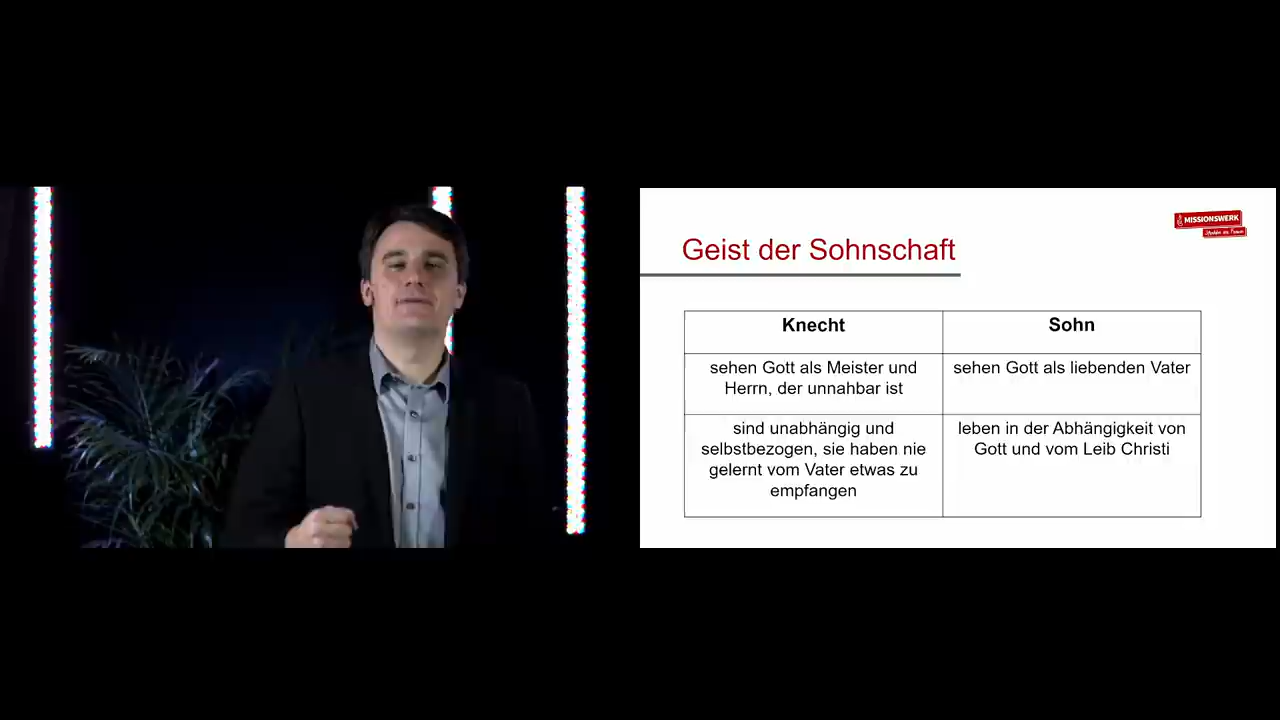 MISSIONSWERK
Geist der Sohnschaft
Knecht
Sohn
sehen Gott als Meister und
Herrn, der unnahbar ist
sehen Gott als liebenden Vater
sind unabhängig und
selbstbezogen, sie haben nie
gelernt vom Vater etwas zu
empfangen
leben in der Abhängigkeit von
Gott und vom Leib Christi